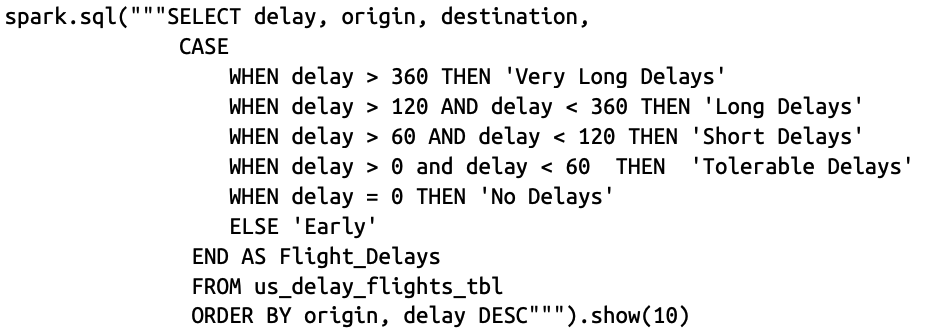 spark.sql("""SELECT delay, origin, destination,
CASE
WHEN delay > 360 THEN 'Very Long Delays'
WHEN delay > 120 AND delay < 360 THEN 'Long Delays'
WHEN delay > 60 AND delay < 120 THEN 'Short Delays'
WHEN delay > 0 and delay < 60  THEN  'Tolerable Delays'
WHEN delay = 0 THEN 'No Delays'
ELSE 'Early'
END AS Flight_Delays
FROM us_delay_flights_tbl
ORDER BY origin, delay DESC""").show(10)